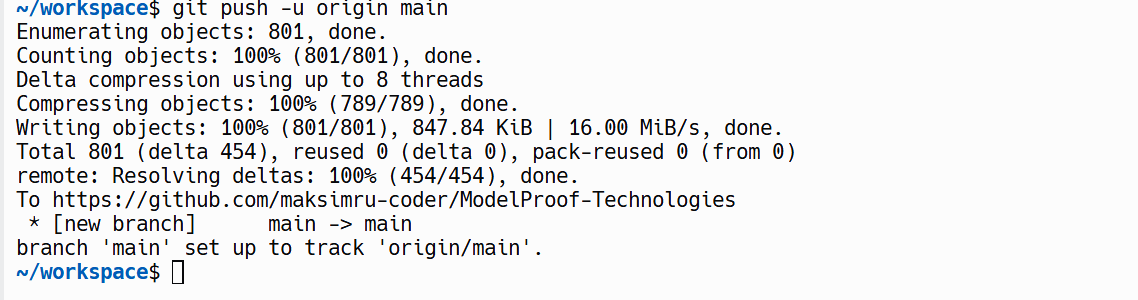 ~/workspace$ git push -u origin main
Enumerating objects: 801, done.
Counting objects: 100% (801/801), done.
Delta compression using up to 8 threads
Compressing objects: 100% (789/789), done.
Writing objects: 100% (801/801), 847.84 KiB | 16.00 MiB/s, done.
Total 801 (delta 454), reused 0 (delta 0), pack-reused 0 (from 0)
remote: Resolving deltas: 100% (454/454), done.
To https://github.com/maksimru-coder/ModelProof-Technologies
 * [new branch]      main -> main
branch 'main' set up to track 'origin/main'.
~/workspace$